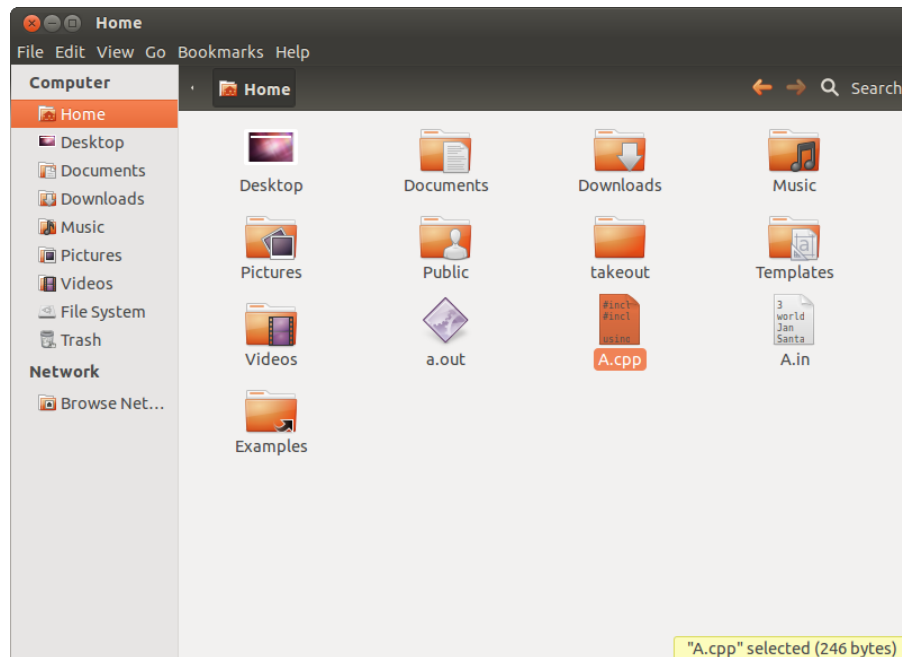 Home
File Edit View Go Bookmarks Help
Computer
Home
Desktop
Documents
Downloads
Music
Pictures
Videos
File System
Trash
Network
Browse Net...
Home
Search
Desktop
Documents
Downloads
Music
Pictures
Public
takeout
Templates
a
Videos
a.out
#incl
#incl
using
A.cpp
3
world
Jan
Santa
A.in
Examples
"A.cpp" selected (246 bytes)